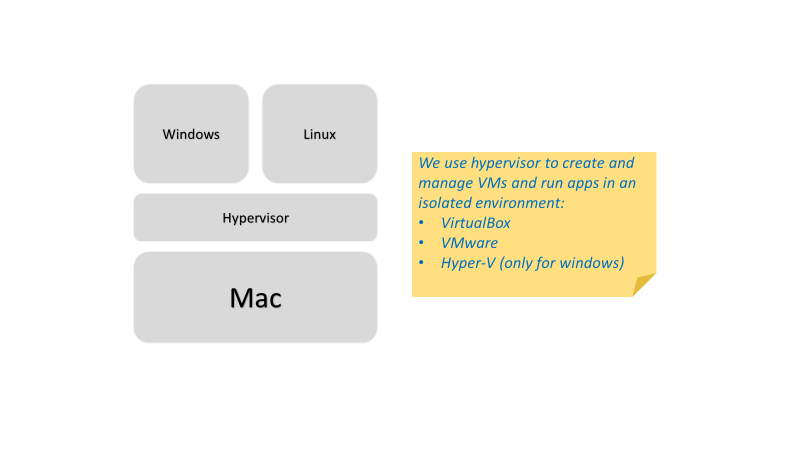 Windows
Linux
Hypervisor
Mac
We use hypervisor to create and
manage VMs and run apps in an
isolated environment:
• VirtualBox
• VMware
• Hyper-V (only for windows)